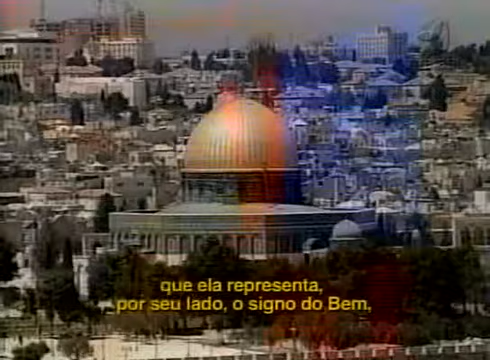 que ela representa,
por seu lado, o signo do Bem,